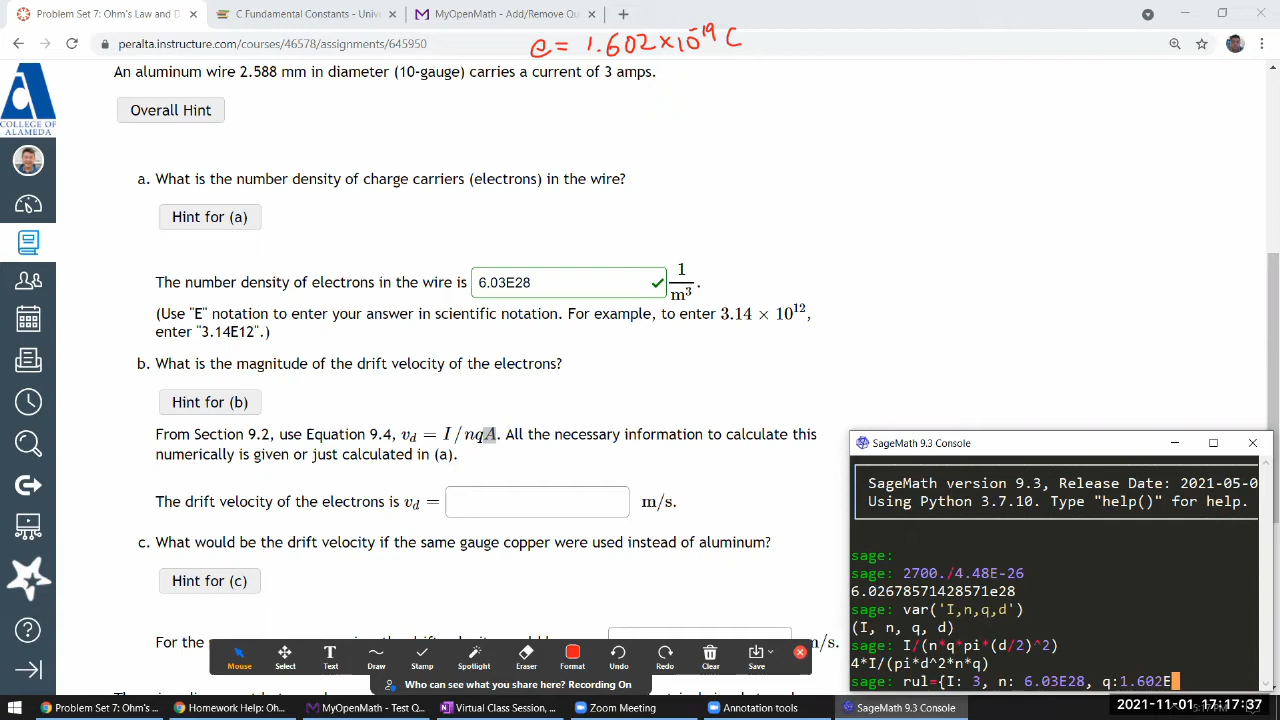 Problem Set 7: Ohm's Law and D
C Fundamental Constants - Unive
MyOpenMath - Add/Remove Qu
peralta.instructure.com/courses/46578/assignments/645950
e = 1.602×10⁻¹⁹ C
An aluminum wire 2.588 mm in diameter (10-gauge) carries a current of 3 amps.
Overall Hint
COLLEGE OF
ALAMEDA
a. What is the number density of charge carriers (electrons) in the wire?
Hint for (a)
The number density of electrons in the wire is 6.03E28 1/m³.
(Use "E" notation to enter your answer in scientific notation. For example, to enter 3.14 × 10¹²,
enter "3.14E12".)
b. What is the magnitude of the drift velocity of the electrons?
Hint for (b)
From Section 9.2, use Equation 9.4, v_d = I/nqA. All the necessary information to calculate this
numerically is given or just calculated in (a).
The drift velocity of the electrons is v_d = m/s.
c. What would be the drift velocity if the same gauge copper were used instead of aluminum?
Hint for (c)
For the
m/s.
SageMath 9.3 Console
SageMath version 9.3, Release Date: 2021-05-0
Using Python 3.7.10. Type "help()" for help.
sage:
sage: 2700./4.48E-26
6.02678571428571e28
sage: var('I,n,q,d')
(I, n, q, d)
sage: I/(n*q*pi*(d/2)^2)
4*I/(pi*d^2*n*q)
sage: rul={I: 3, n: 6.03E28, q:1.602E
Mouse
Select
Text
Draw
Stamp
Spotlight
Eraser
Format
Undo
Redo
Clear
Save
Who can see what you share here? Recording On
Problem Set 7: Ohm's...
Homework Help: Oh...
MyOpenMath - Test Q...
Virtual Class, Notes ...
Zoom Meeting
Annotation tools
SageMath 9.3 Console
2021-11-01 17:17:37